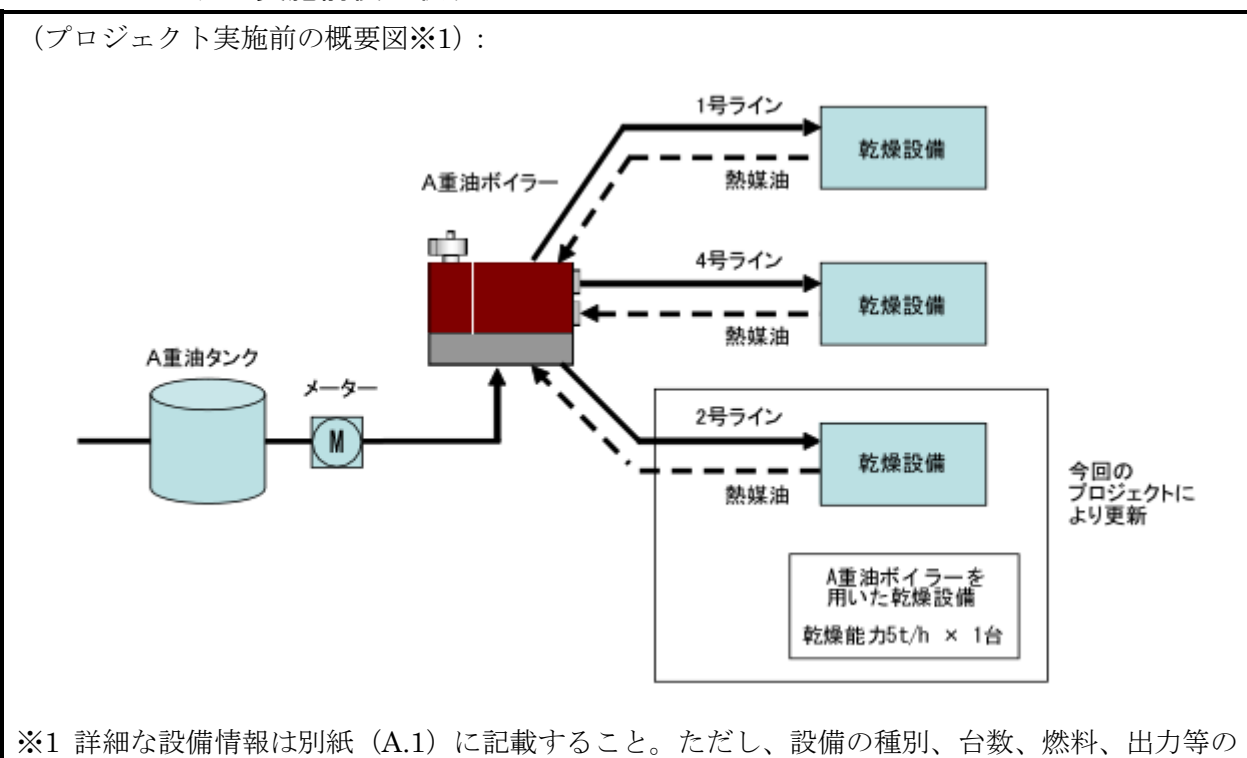 （プロジェクト実施前の概要図※1）：
1号ライン
乾燥設備
A重油ボイラー
熱媒油
4号ライン
乾燥設備
熱媒油
A重油タンク
メーター
M
2号ライン
乾燥設備
熱媒油
今回の
プロジェクトに
より更新
A重油ボイラーを
用いた乾燥設備
乾燥能力5t/h × 1台
※1 詳細な設備情報は別紙（A.1）に記載すること。ただし、設備の種別、台数、燃料、出力等の